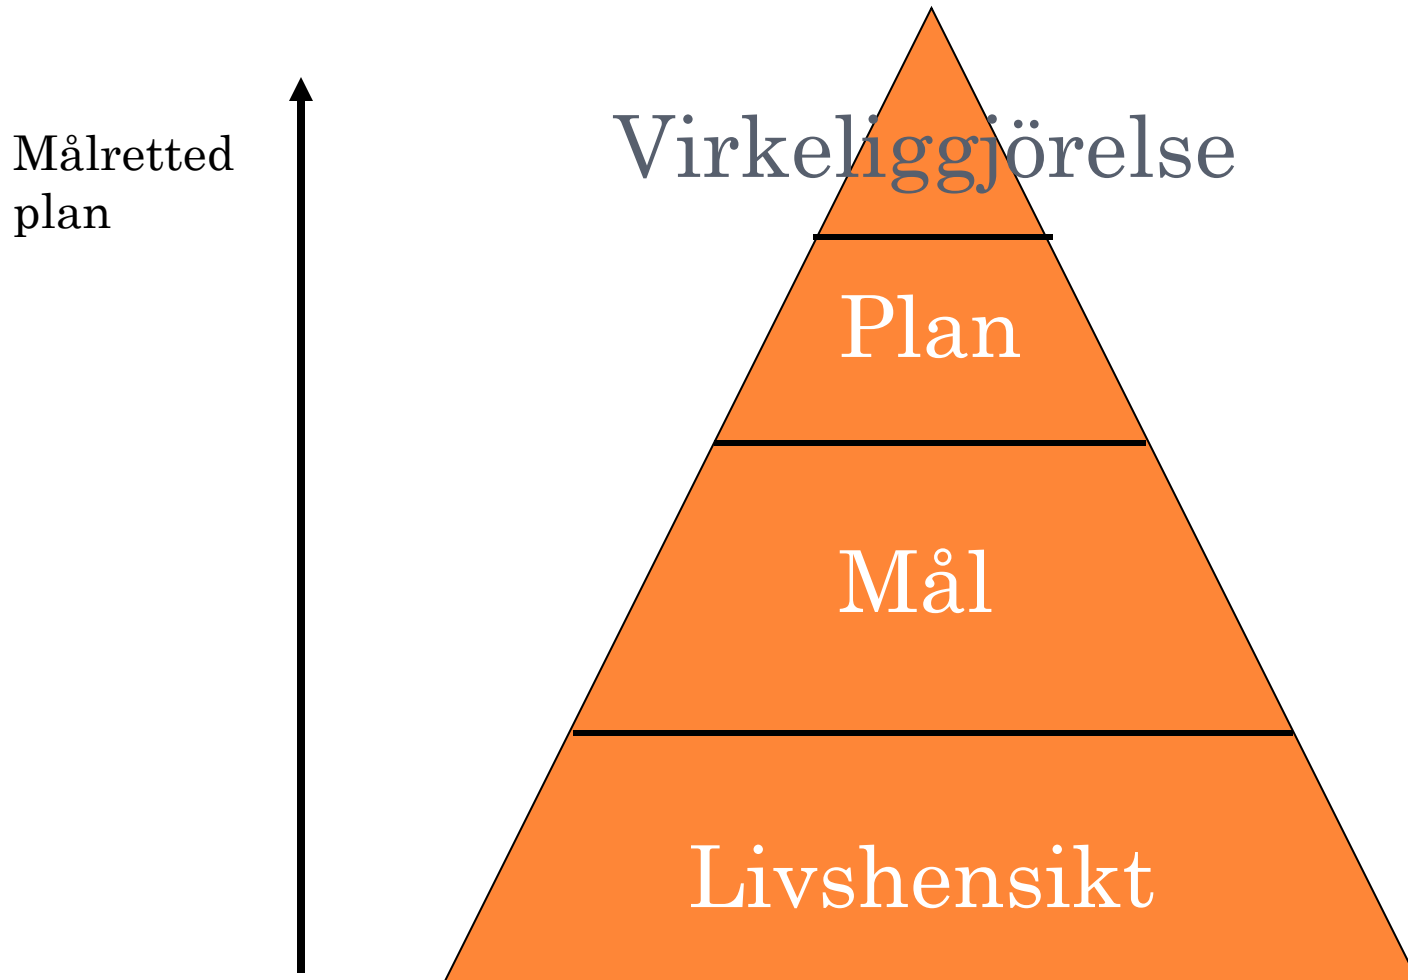 Målretted
plan
Virkeliggjörelse
Plan
Mål
Livshensikt